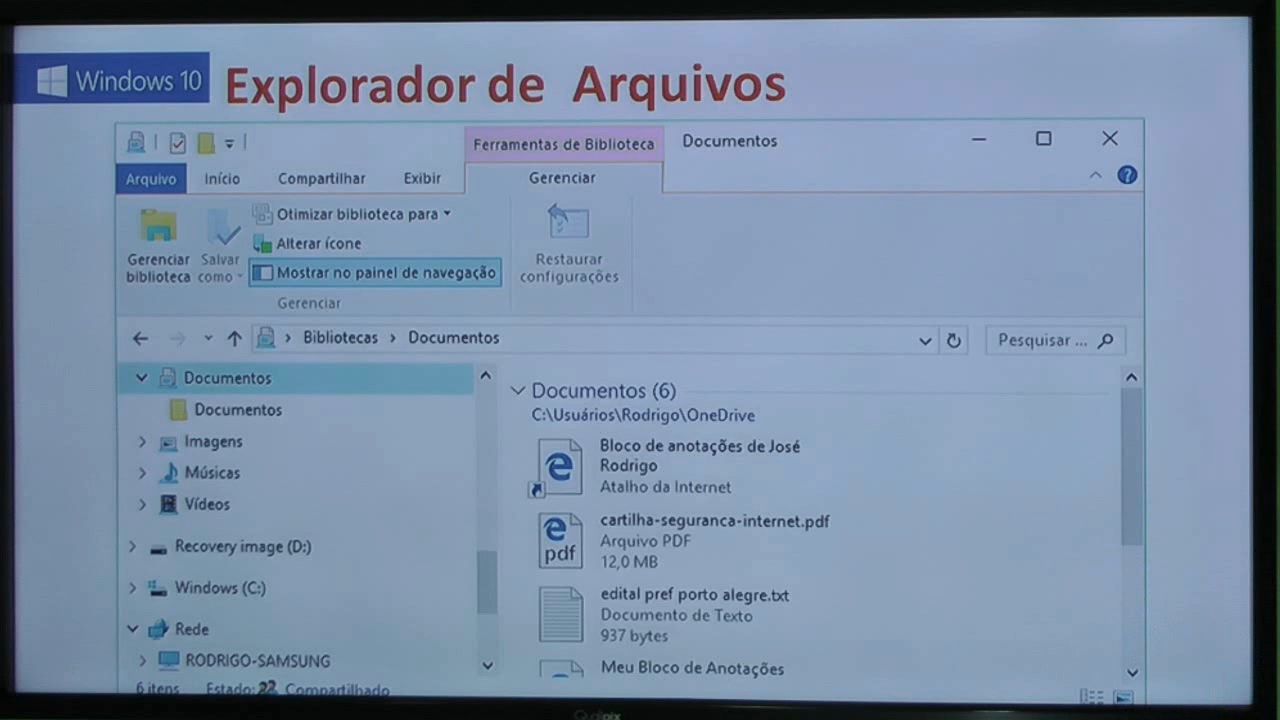 Windows 10
Explorador de Arquivos
Ferramentas de Biblioteca
Documentos
Arquivo
Início
Compartilhar
Exibir
Gerenciar
Otimizar biblioteca para
Alterar ícone
Mostrar no painel de navegação
Gerenciar
biblioteca
Salvar
como
Restaurar
configurações
Gerenciar
Bibliotecas > Documentos
Pesquisar ...
Documentos
Documentos
Imagens
Músicas
Vídeos
Recovery image (D:)
Windows (C:)
Rede
RODRIGO-SAMSUNG
Documentos (6)
C:\Usuários\Rodrigo\OneDrive
Bloco de anotações de José
Rodrigo
Atalho da Internet
pdf
cartilha-seguranca-internet.pdf
Arquivo PDF
12,0 MB
edital pref porto alegre.txt
Documento de Texto
937 bytes
Meu Bloco de Anotações
6 itens
Estado: Compartilhado